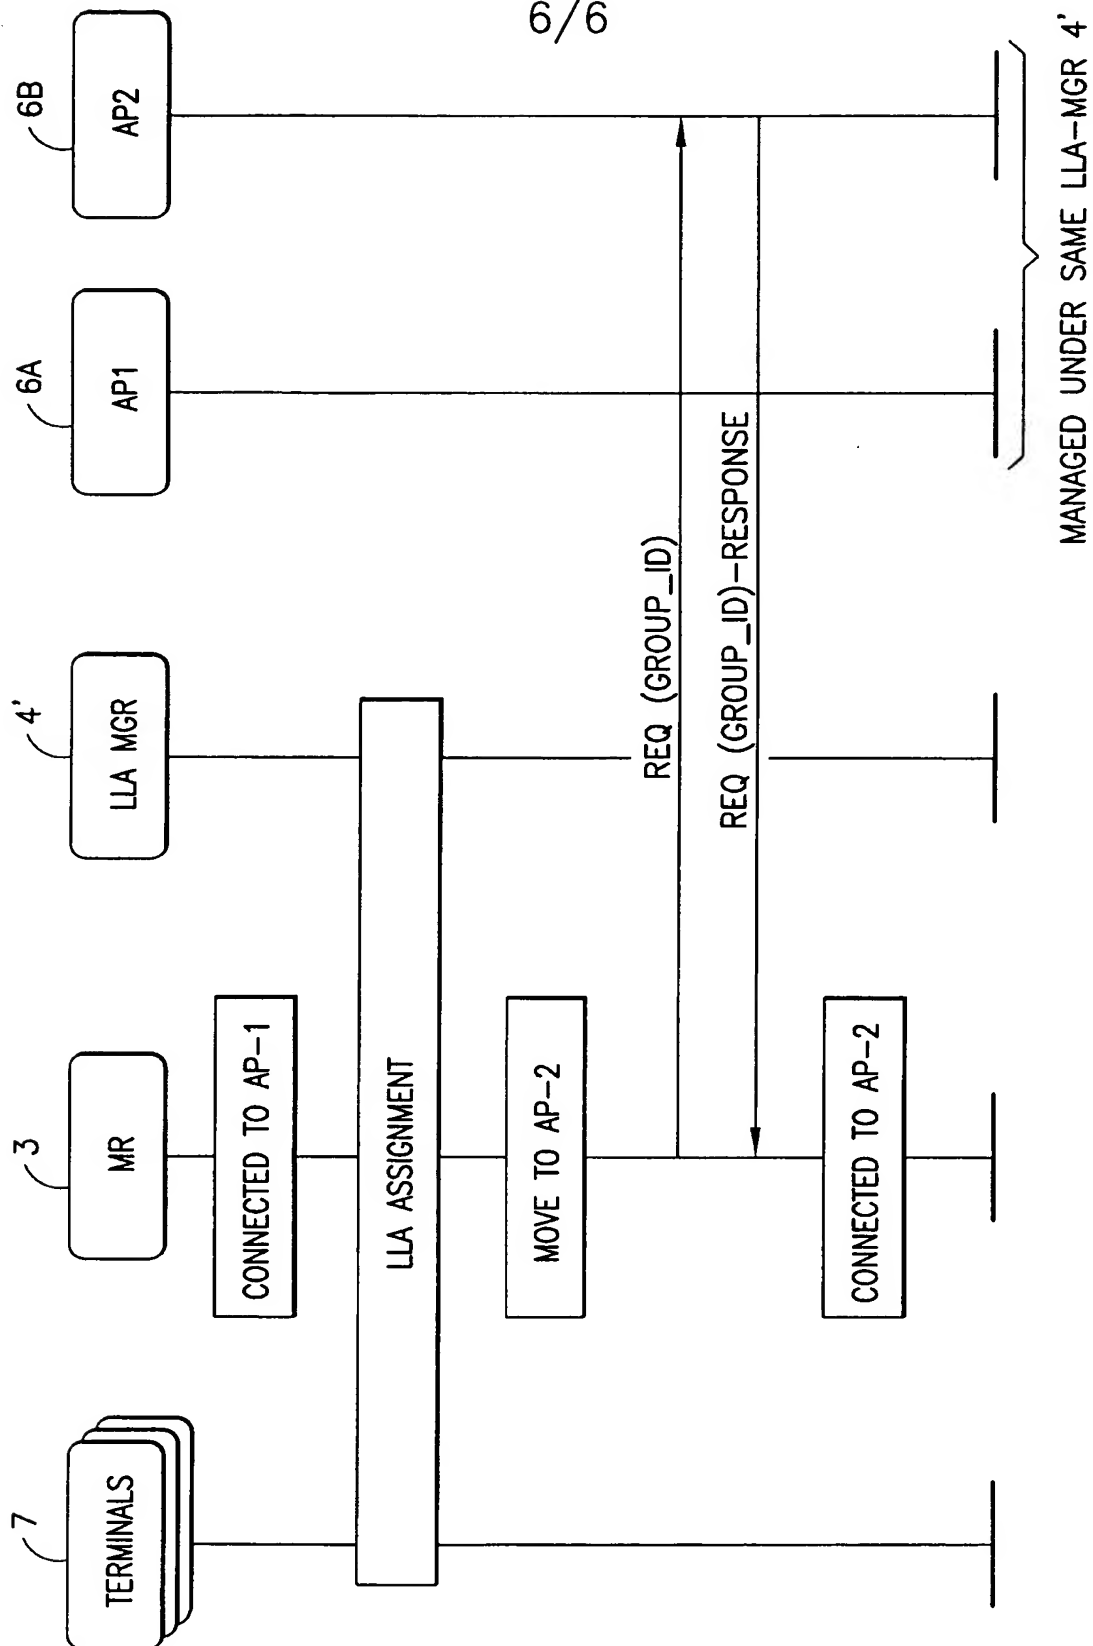 6/6
7
3
4'
6A
6B
TERMINALS
MR
LLA MGR
AP1
AP2
CONNECTED TO AP-1
LLA ASSIGNMENT
MOVE TO AP-2
REQ (GROUP_ID)
REQ (GROUP_ID)-RESPONSE
CONNECTED TO AP-2
MANAGED UNDER SAME LLA-MGR 4'